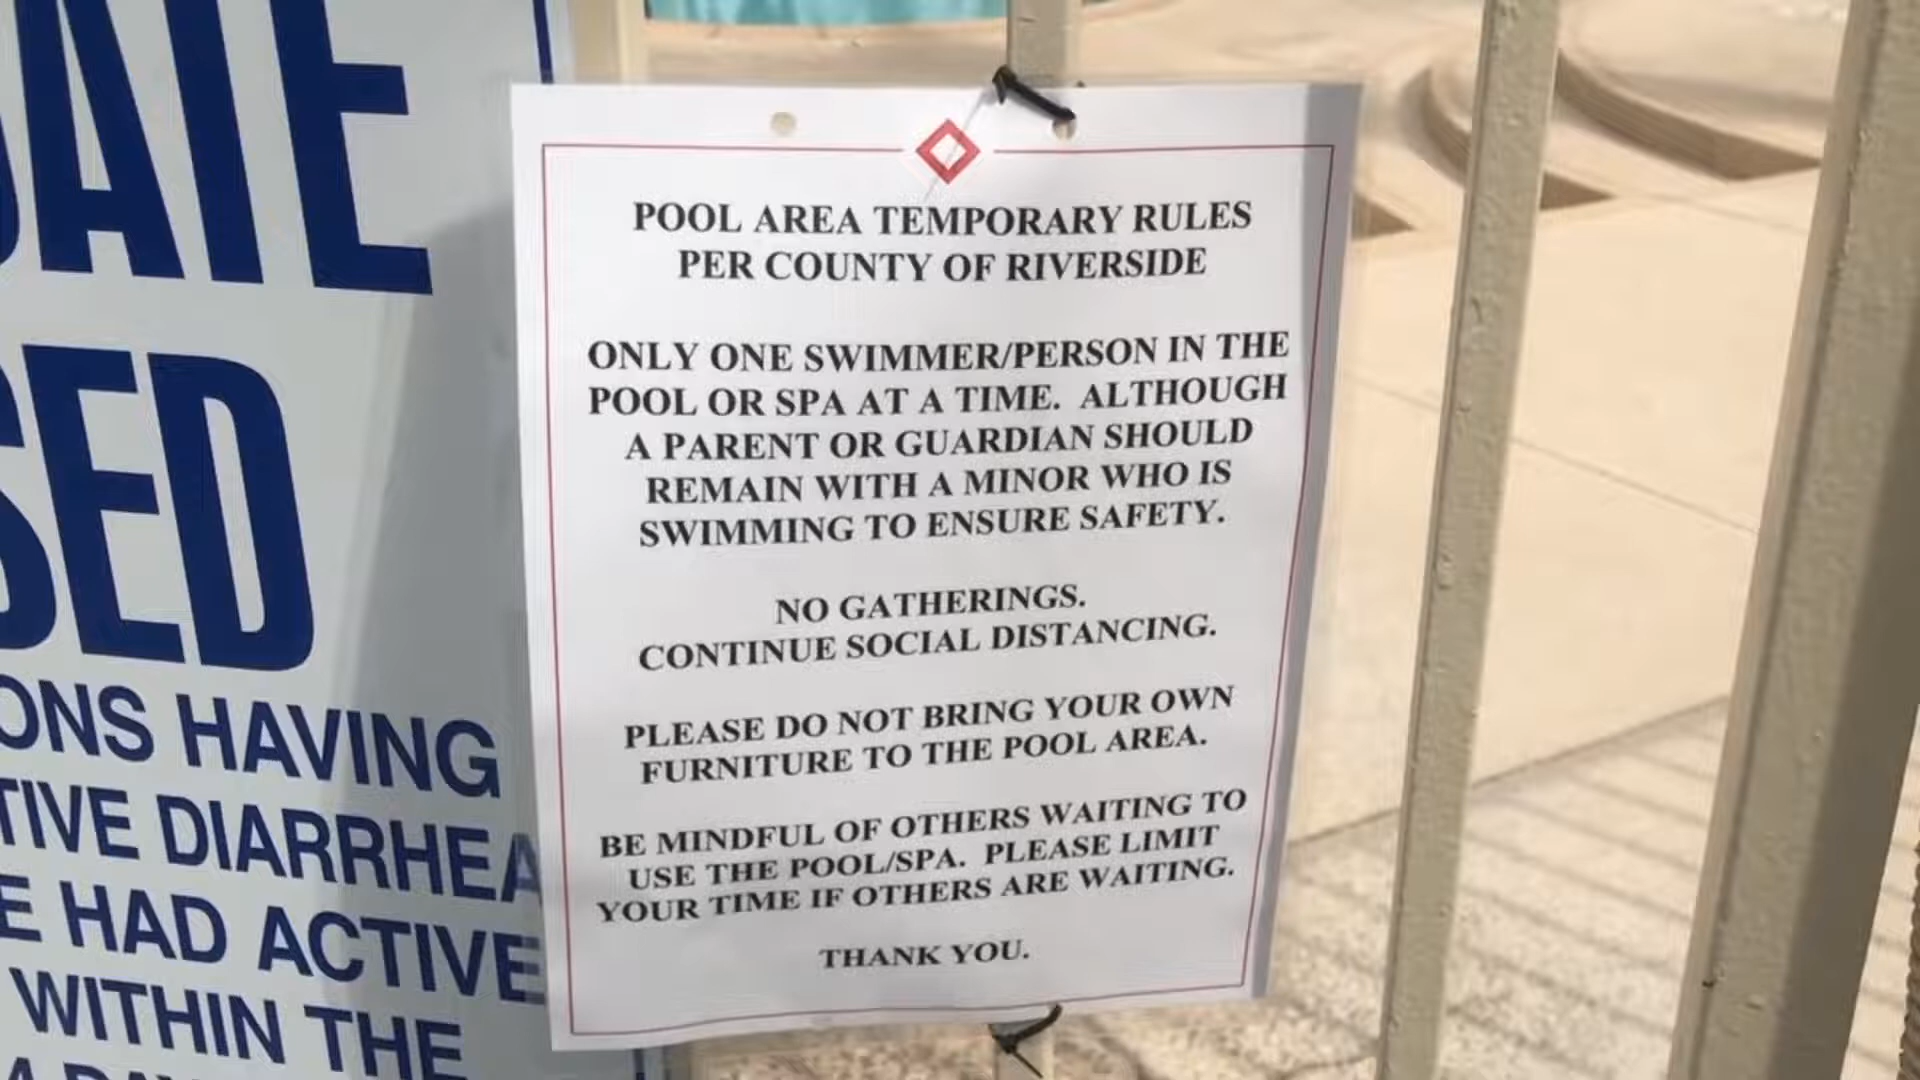 SED
ONS HAVING
TIVE DIARRHEA
E HAD ACTIVE
WITHIN THE
POOL AREA TEMPORARY RULES
PER COUNTY OF RIVERSIDE
ONLY ONE SWIMMER/PERSON IN THE
POOL OR SPA AT A TIME. ALTHOUGH
A PARENT OR GUARDIAN SHOULD
REMAIN WITH A MINOR WHO IS
SWIMMING TO ENSURE SAFETY.
NO GATHERINGS.
CONTINUE SOCIAL DISTANCING.
PLEASE DO NOT BRING YOUR OWN
FURNITURE TO THE POOL AREA.
BE MINDFUL OF OTHERS WAITING TO
USE THE POOL/SPA. PLEASE LIMIT
YOUR TIME IF OTHERS ARE WAITING.
THANK YOU.